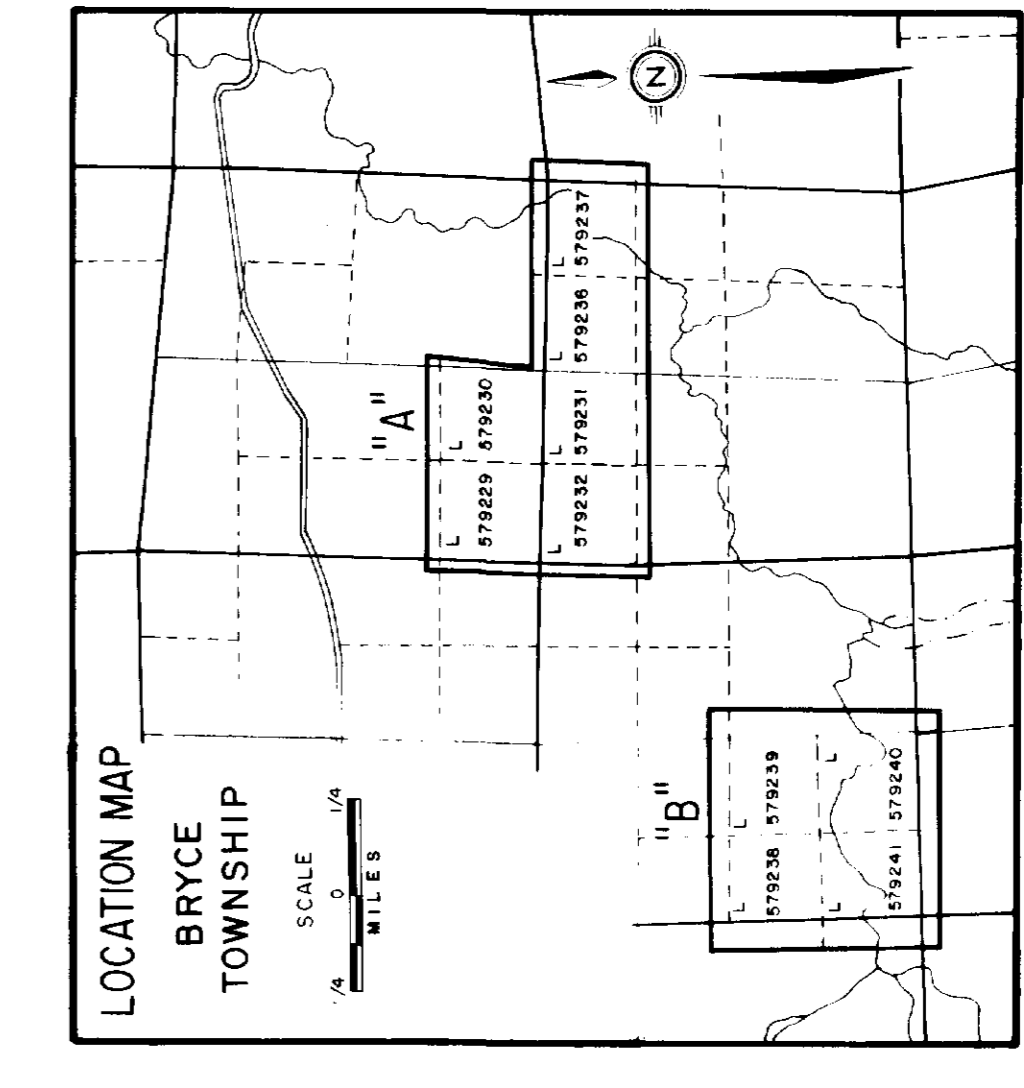 LOCATION MAP
BRYCE
TOWNSHIP
SCALE
1/4 0 1/4
MILES
"A"
L L
579229 579230
L L L L
579232 579231 579236 579237
N
"B"
L L
579238 579239
L L
579241 579240